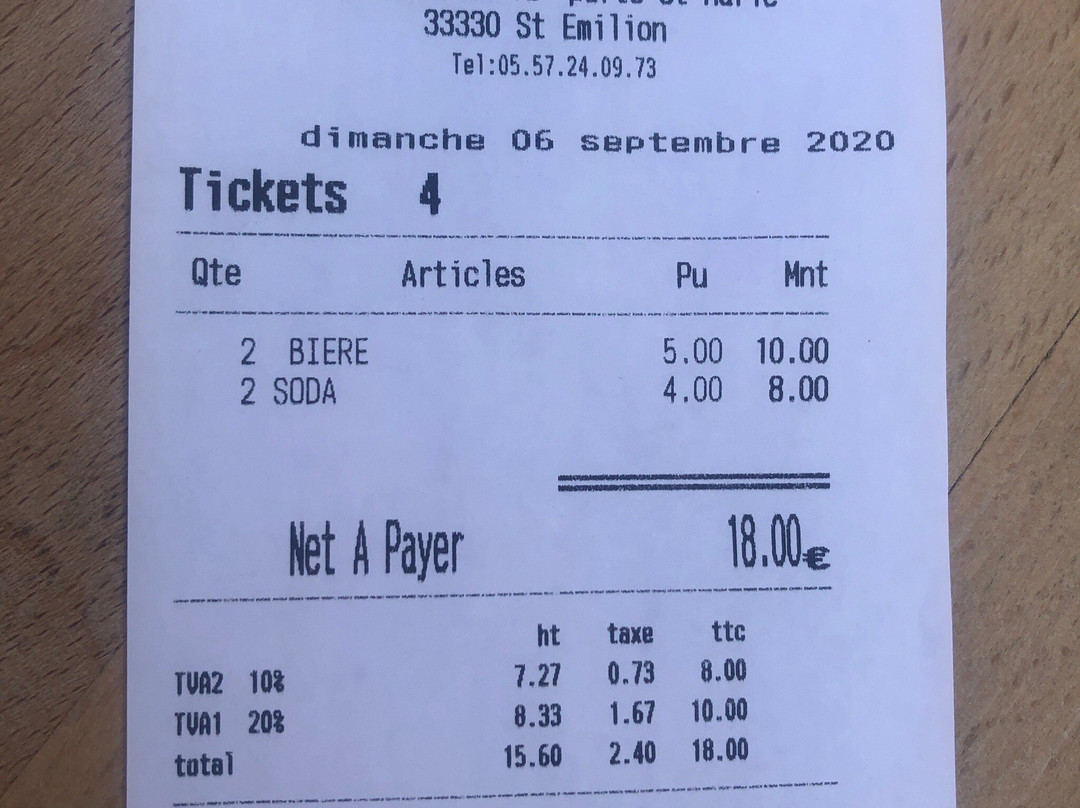 33330 St Emilion
Tel:05.57.24.09.73
dimanche 06 septembre 2020
Tickets 4
Qte Articles Pu Mnt
2 BIERE 5.00 10.00
2 SODA 4.00 8.00
Net A Payer 18.00€
ht taxe ttc
TVA2 10% 7.27 0.73 8.00
TVA1 20% 8.33 1.67 10.00
total 15.60 2.40 18.00